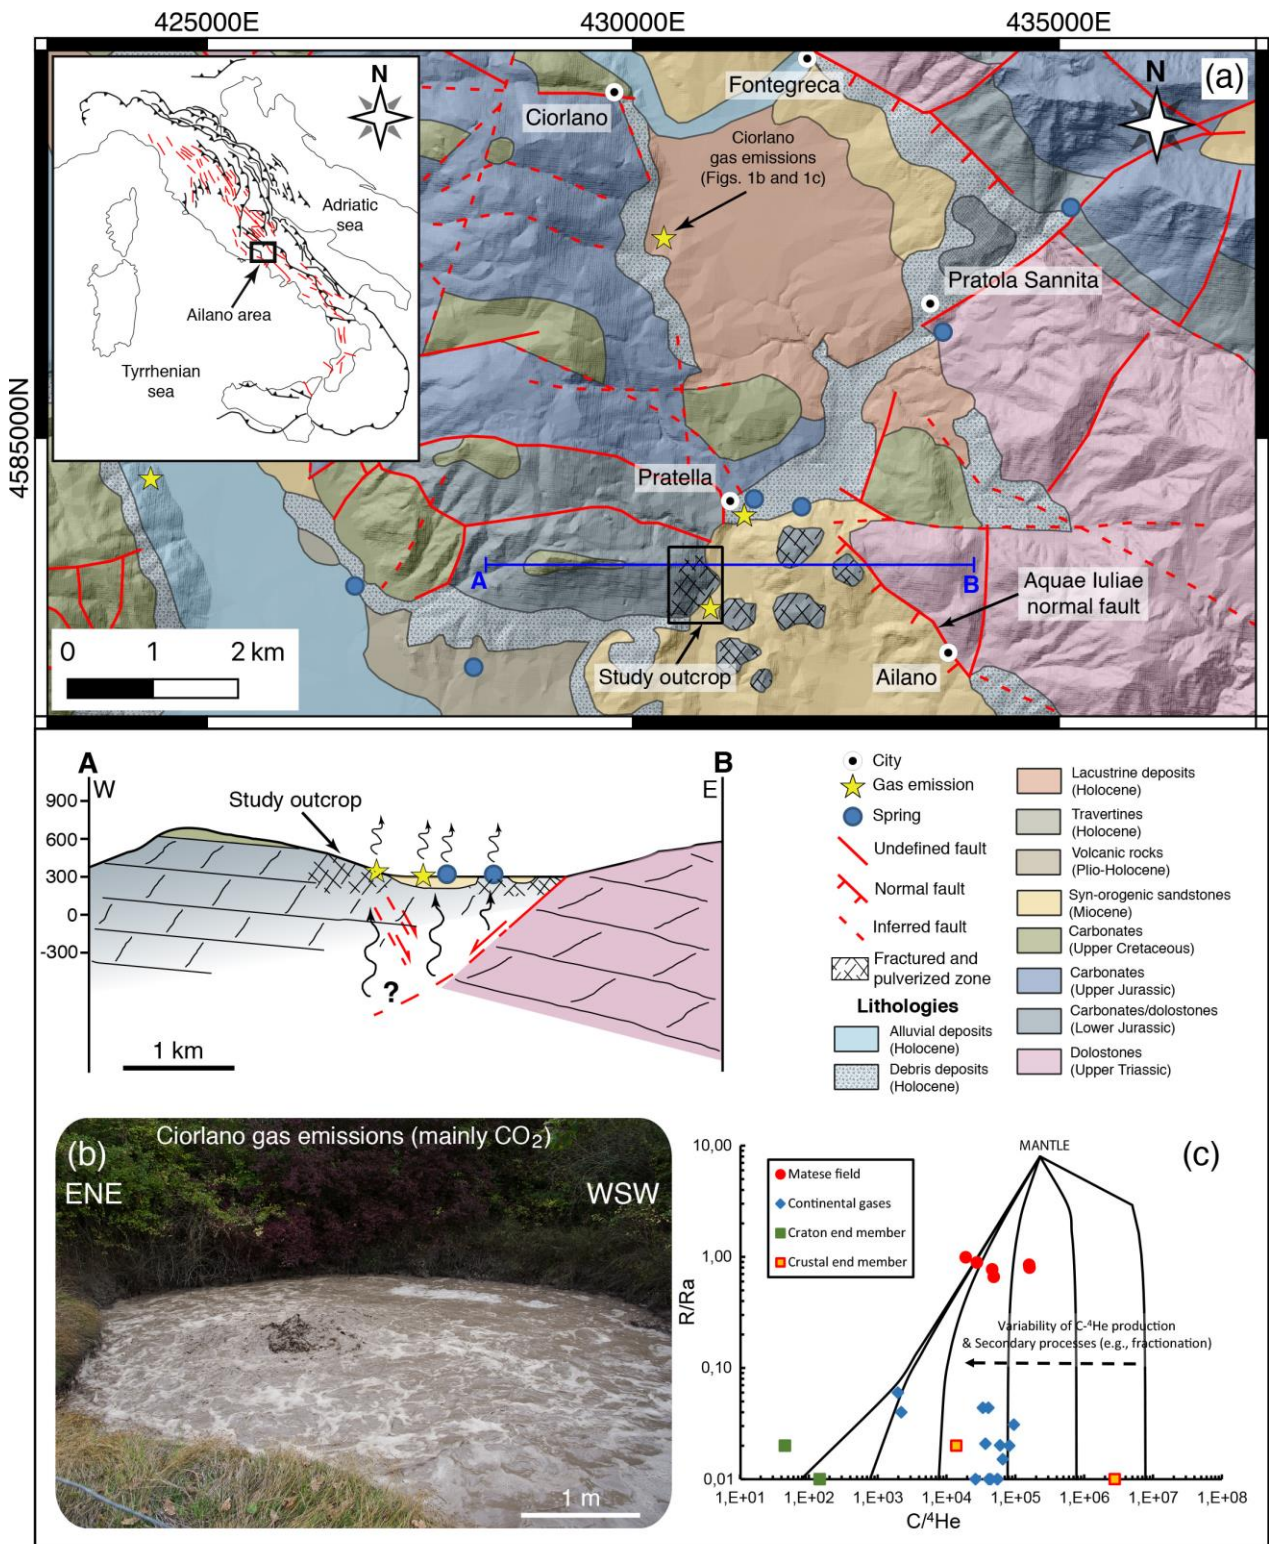 425000E
430000E
435000E
4585000N
N
Adriatic
sea
Ailano area
Tyrrhenian
sea
N
(a)
Fontegreca
Ciorlano
Ciorlano
gas emissions
(Figs. 1b and 1c)
Pratola Sannita
Pratella
A
B
Aquae Iuliae
normal fault
Study outcrop
Ailano
0 1 2 km
A
W
B
E
Study outcrop
900
600
300
0
-300
?
1 km
City
Gas emission
Spring
Undefined fault
Normal fault
Inferred fault
Fractured and
pulverized zone
Lithologies
Alluvial deposits
(Holocene)
Debris deposits
(Holocene)
Lacustrine deposits
(Holocene)
Travertines
(Holocene)
Volcanic rocks
(Plio-Holocene)
Syn-orogenic sandstones
(Miocene)
Carbonates
(Upper Cretaceous)
Carbonates
(Upper Jurassic)
Carbonates/dolostones
(Lower Jurassic)
Dolostones
(Upper Triassic)
(b)
Ciorlano gas emissions (mainly CO₂)
ENE
WSW
1 m
(c)
MANTLE
Matese field
Continental gases
Craton end member
Crustal end member
Variability of C-⁴He production
& Secondary processes (e.g., fractionation)
R/Ra
10,00
1,00
0,10
0,01
1,E+01 1,E+02 1,E+03 1,E+04 1,E+05 1,E+06 1,E+07 1,E+08
C/⁴He